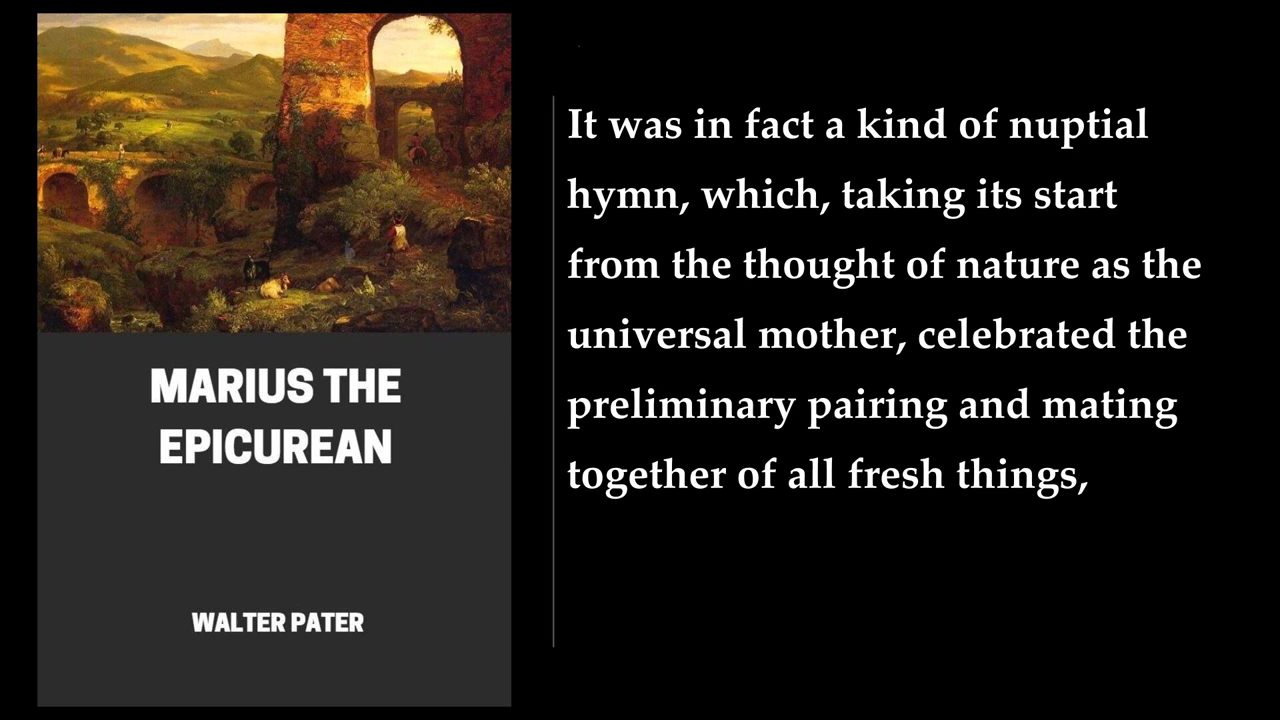 MARIUS THE
EPICUREAN
WALTER PATER
It was in fact a kind of nuptial
hymn, which, taking its start
from the thought of nature as the
universal mother, celebrated the
preliminary pairing and mating
together of all fresh things,